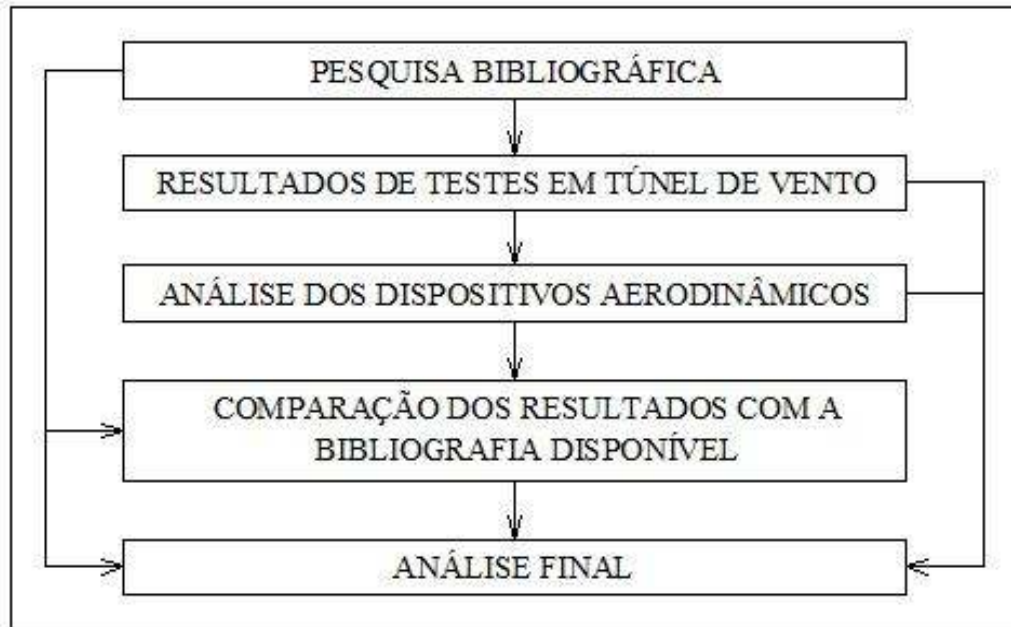 PESQUISA BIBLIOGRÁFICA
RESULTADOS DE TESTES EM TÚNEL DE VENTO
ANÁLISE DOS DISPOSITIVOS AERODINÂMICOS
COMPARAÇÃO DOS RESULTADOS COM A
BIBLIOGRAFIA DISPONÍVEL
ANÁLISE FINAL